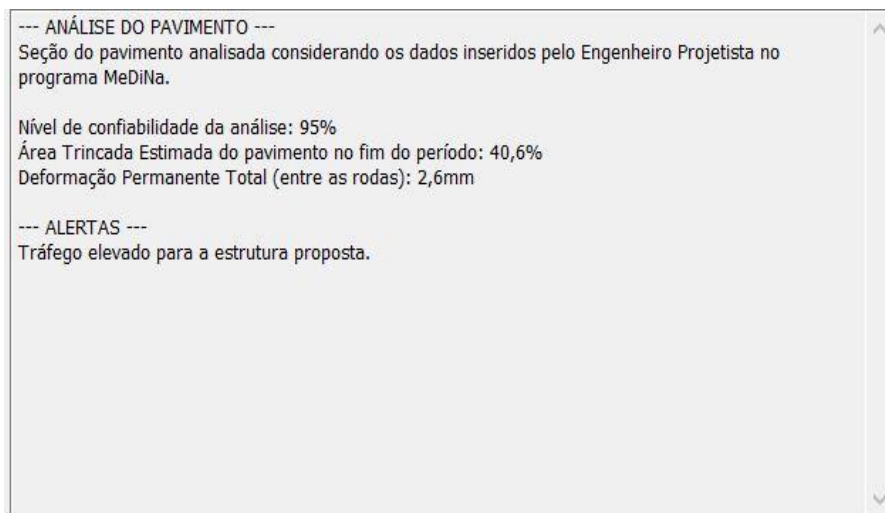 --- ANÁLISE DO PAVIMENTO ---
Seção do pavimento analisada considerando os dados inseridos pelo Engenheiro Projetista no
programa MeDiNa.
Nível de confiabilidade da análise: 95%
Área Trincada Estimada do pavimento no fim do período: 40,6%
Deformação Permanente Total (entre as rodas): 2,6mm
--- ALERTAS ---
Tráfego elevado para a estrutura proposta.